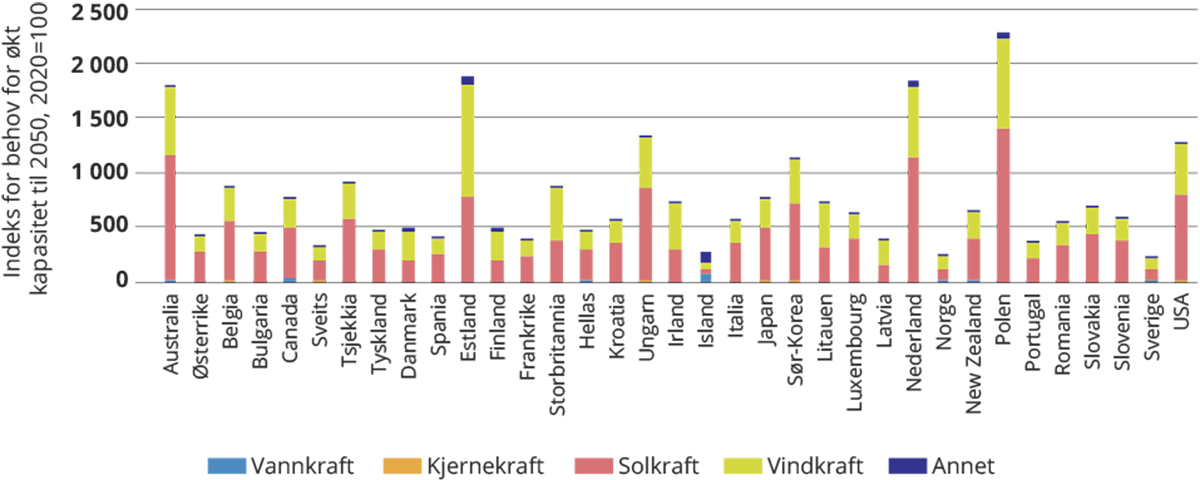 Indeks for behov for økt
kapasitet til 2050, 2020=100
2 500
2 000
1 500
1 000
500
0
Australia
Østerrike
Belgia
Bulgaria
Canada
Sveits
Tsjekkia
Tyskland
Danmark
Spania
Estland
Finland
Frankrike
Storbritannia
Hellas
Kroatia
Ungarn
Irland
Island
Italia
Japan
Sør-Korea
Litauen
Luxembourg
Latvia
Nederland
Norge
New Zealand
Polen
Portugal
Romania
Slovakia
Slovenia
Sverige
USA
Vannkraft
Kjernekraft
Solkraft
Vindkraft
Annet